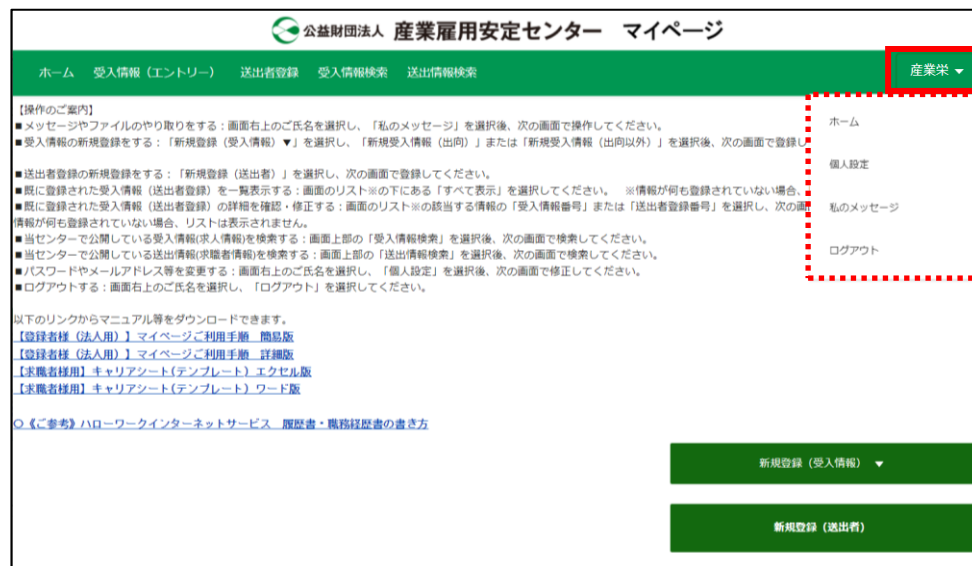 公益財団法人 産業雇用安定センター マイページ
ホーム 受入情報（エントリー） 送出者登録 受入情報検索 送出情報検索 産業栄 ▼
ホーム
個人設定
私のメッセージ
ログアウト
【操作のご案内】
■メッセージやファイルのやり取りをする：画面右上のご氏名を選択し、「私のメッセージ」を選択後、次の画面で操作してください。
■受入情報の新規登録をする：「新規登録（受入情報）▼」を選択し、「新規受入情報（出向）」または「新規受入情報（出向以外）」を選択後、次の画面で登録し
■送出者登録の新規登録をする：「新規登録（送出者）」を選択し、次の画面で登録してください。
■既に登録された受入情報（送出者登録）を一覧表示する：画面のリスト※の下にある「すべて表示」を選択してください。 ※情報が何も登録されていない場合、
■既に登録された受入情報（送出者登録）の詳細を確認・修正する：画面のリスト※の該当する情報の「受入情報番号」または「送出者登録番号」を選択し、次の画
情報が何も登録されていない場合、リストは表示されません。
■当センターで公開している受入情報(求人情報)を検索する：画面上部の「受入情報検索」を選択後、次の画面で検索してください。
■当センターで公開している送出情報(求職者情報)を検索する：画面上部の「送出情報検索」を選択後、次の画面で検索してください。
■パスワードやメールアドレス等を変更する：画面右上のご氏名を選択し、「個人設定」を選択後、次の画面で修正してください。
■ログアウトする：画面右上のご氏名を選択し、「ログアウト」を選択してください。
以下のリンクからマニュアル等をダウンロードできます。
【登録者様（法人用）】マイページご利用手順 簡易版
【登録者様（法人用）】マイページご利用手順 詳細版
【求職者様用】キャリアシート(テンプレート) エクセル版
【求職者様用】キャリアシート(テンプレート) ワード版
○《ご参考》ハローワークインターネットサービス 履歴書・職務経歴書の書き方
新規登録（受入情報） ▼
新規登録（送出者）